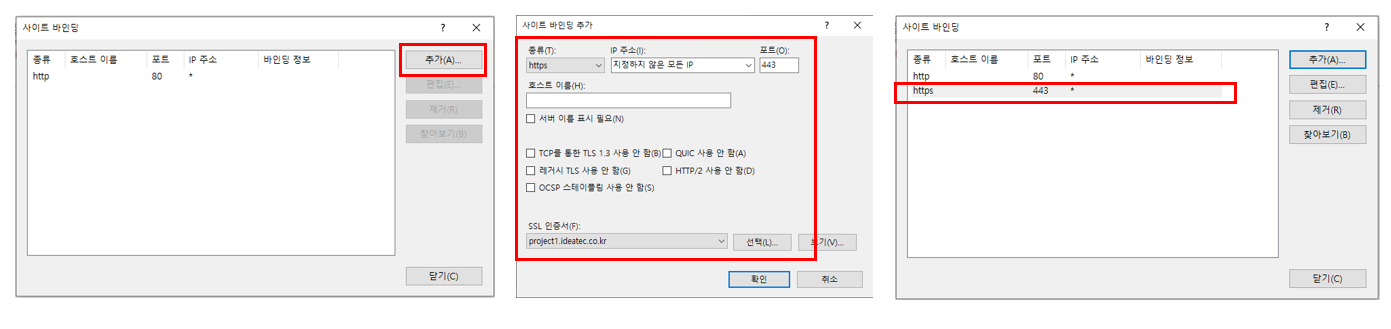 사이트 바인딩
종류 호스트 이름 포트 IP 주소 바인딩 정보
http 80 *
추가(A)...
편집(E)...
제거(R)
찾아보기(B)
닫기(C)
사이트 바인딩 추가
종류(T): IP 주소(I): 포트(O):
https 지정하지 않은 모든 IP 443
호스트 이름(H):
서버 이름 표시 필요(N)
TCP를 통한 TLS 1.3 사용 안 함(B) QUIC 사용 안 함(A)
레거시 TLS 사용 안 함(G) HTTP/2 사용 안 함(D)
OCSP 스테이플링 사용 안 함(S)
SSL 인증서(F):
project1.ideatec.co.kr 선택(L)... 보기(V)...
확인 취소
사이트 바인딩
종류 호스트 이름 포트 IP 주소 바인딩 정보
http 80 *
https 443 *
추가(A)...
편집(E)...
제거(R)
찾아보기(B)
닫기(C)